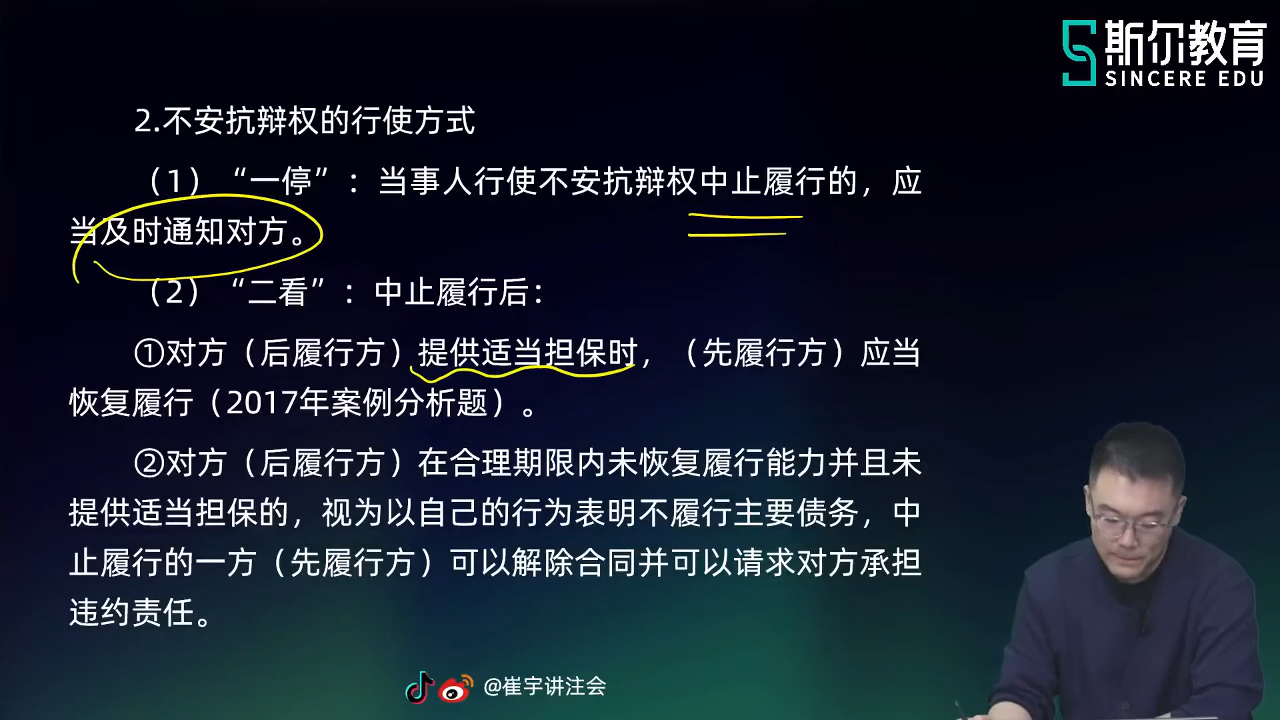 斯尔教育
SINCERE EDU
2.不安抗辩权的行使方式
（1）“一停”：当事人行使不安抗辩权中止履行的，应
当及时通知对方。
（2）“二看”：中止履行后：
①对方（后履行方）提供适当担保时，（先履行方）应当
恢复履行（2017年案例分析题）。
②对方（后履行方）在合理期限内未恢复履行能力并且未
提供适当担保的，视为以自己的行为表明不履行主要债务，中
止履行的一方（先履行方）可以解除合同并可以请求对方承担
违约责任。
@崔宇讲注会